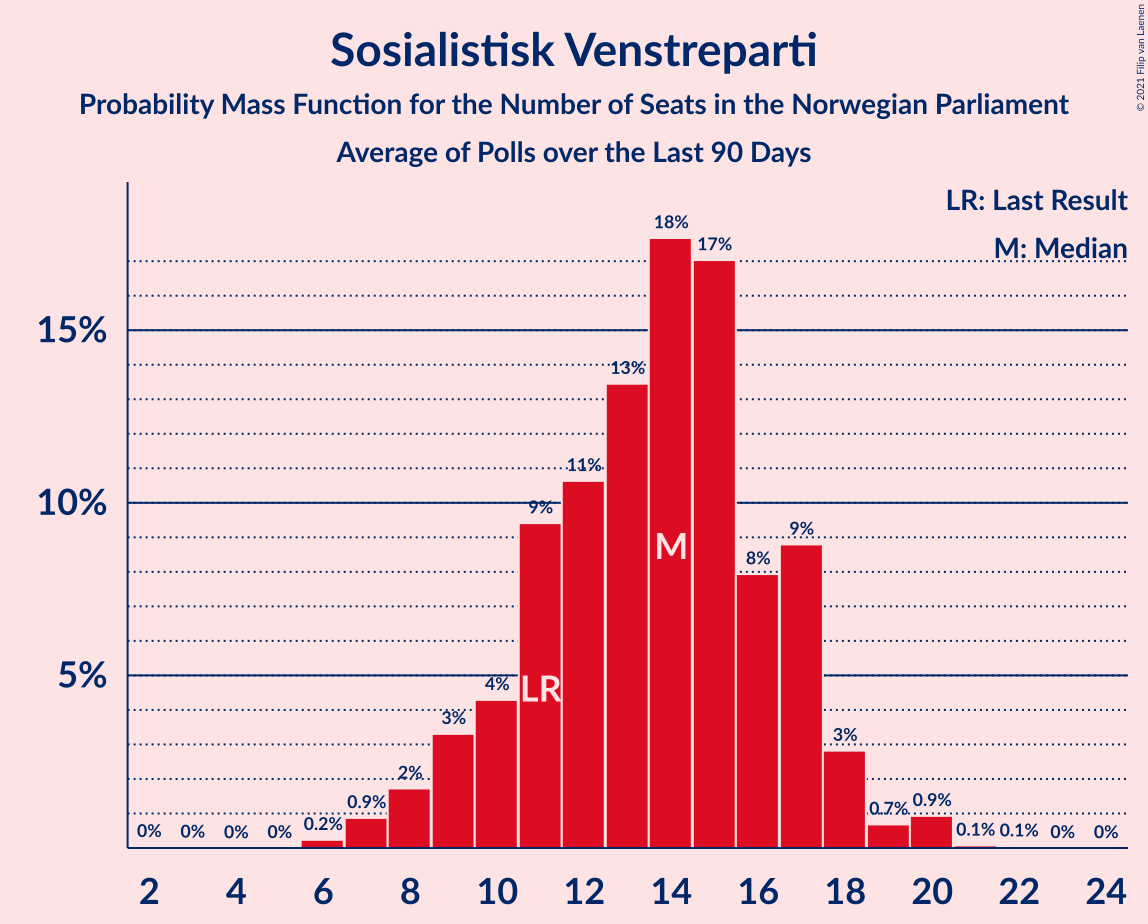 Sosialistisk Venstreparti
Probability Mass Function for the Number of Seats in the Norwegian Parliament
Average of Polls over the Last 90 Days
© 2021 Filip van Laenen
LR: Last Result
M: Median
15%
10%
5%
0% 0% 0% 0% 0.2% 0.9% 2% 3% 4% 9% 11% 13% 18% 17% 8% 9% 3% 0.7% 0.9% 0.1% 0.1% 0% 0%
LR
M
2 4 6 8 10 12 14 16 18 20 22 24